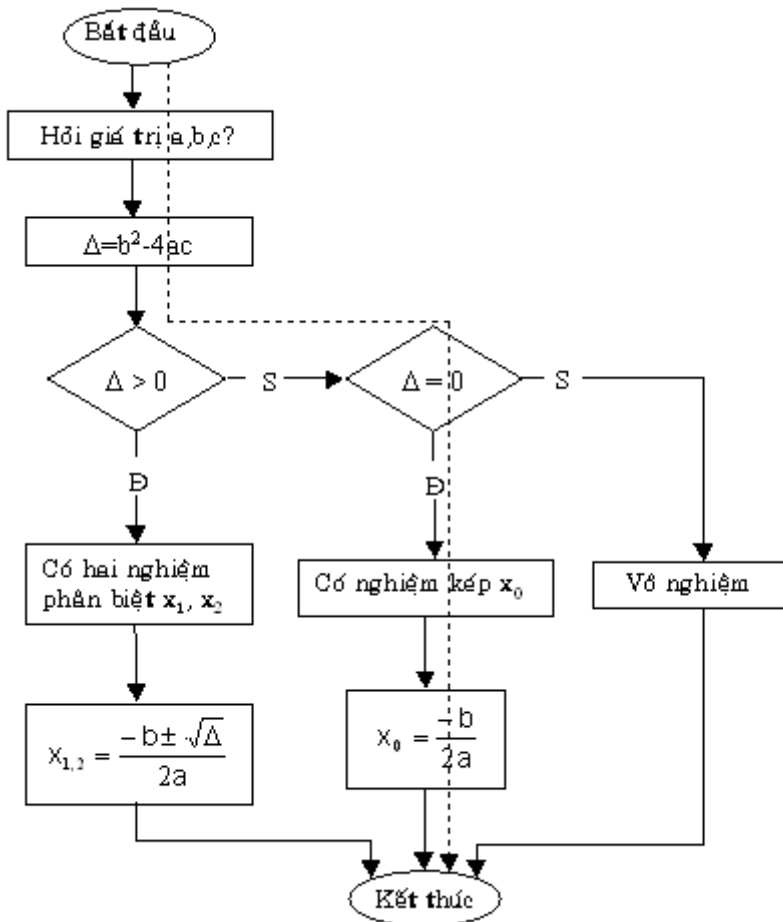 Bắt đầu
Hỏi giá trị a,b,c?
Δ=b²-4ac
Δ > 0
S
Δ = 0
S
Đ
Đ
Có hai nghiệm
phân biệt x₁, x₂
Có nghiệm kép x₀
Vô nghiệm
x₁,₂ = (-b ± √Δ)/2a
x₀ = -b/2a
Kết thúc